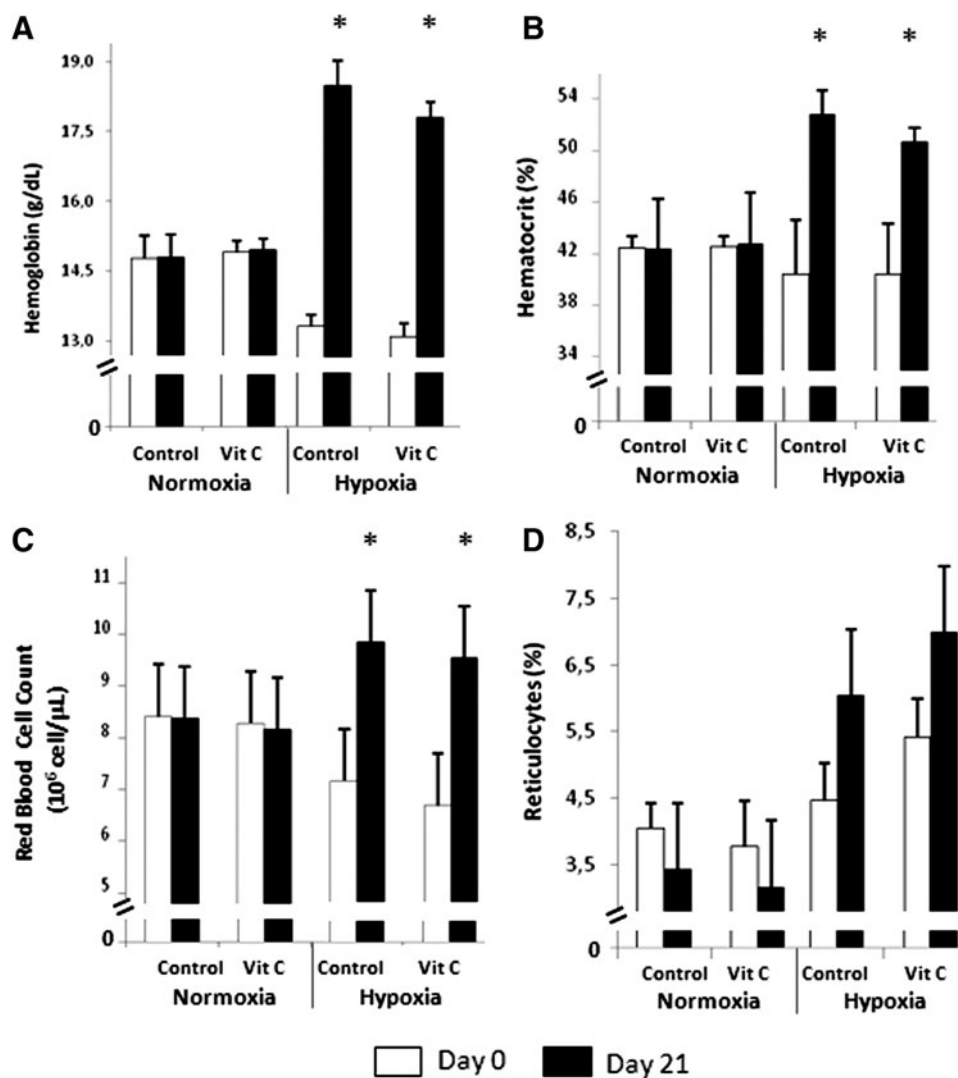 A
* *
Hemoglobin (g/dL)
19,0
17,5
16,0
14,5
13,0
0
Control Vit C Control Vit C
Normoxia Hypoxia
B
* *
Hematocrit (%)
54
50
46
42
38
34
0
Control Vit C Control Vit C
Normoxia Hypoxia
C
* *
Red Blood Cell Count
(10⁶ cell/µL)
11
10
9
8
7
6
5
0
Control Vit C Control Vit C
Normoxia Hypoxia
D
Reticulocytes (%)
8,5
7,5
6,5
5,5
4,5
3,5
0
Control Vit C Control Vit C
Normoxia Hypoxia
Day 0 Day 21